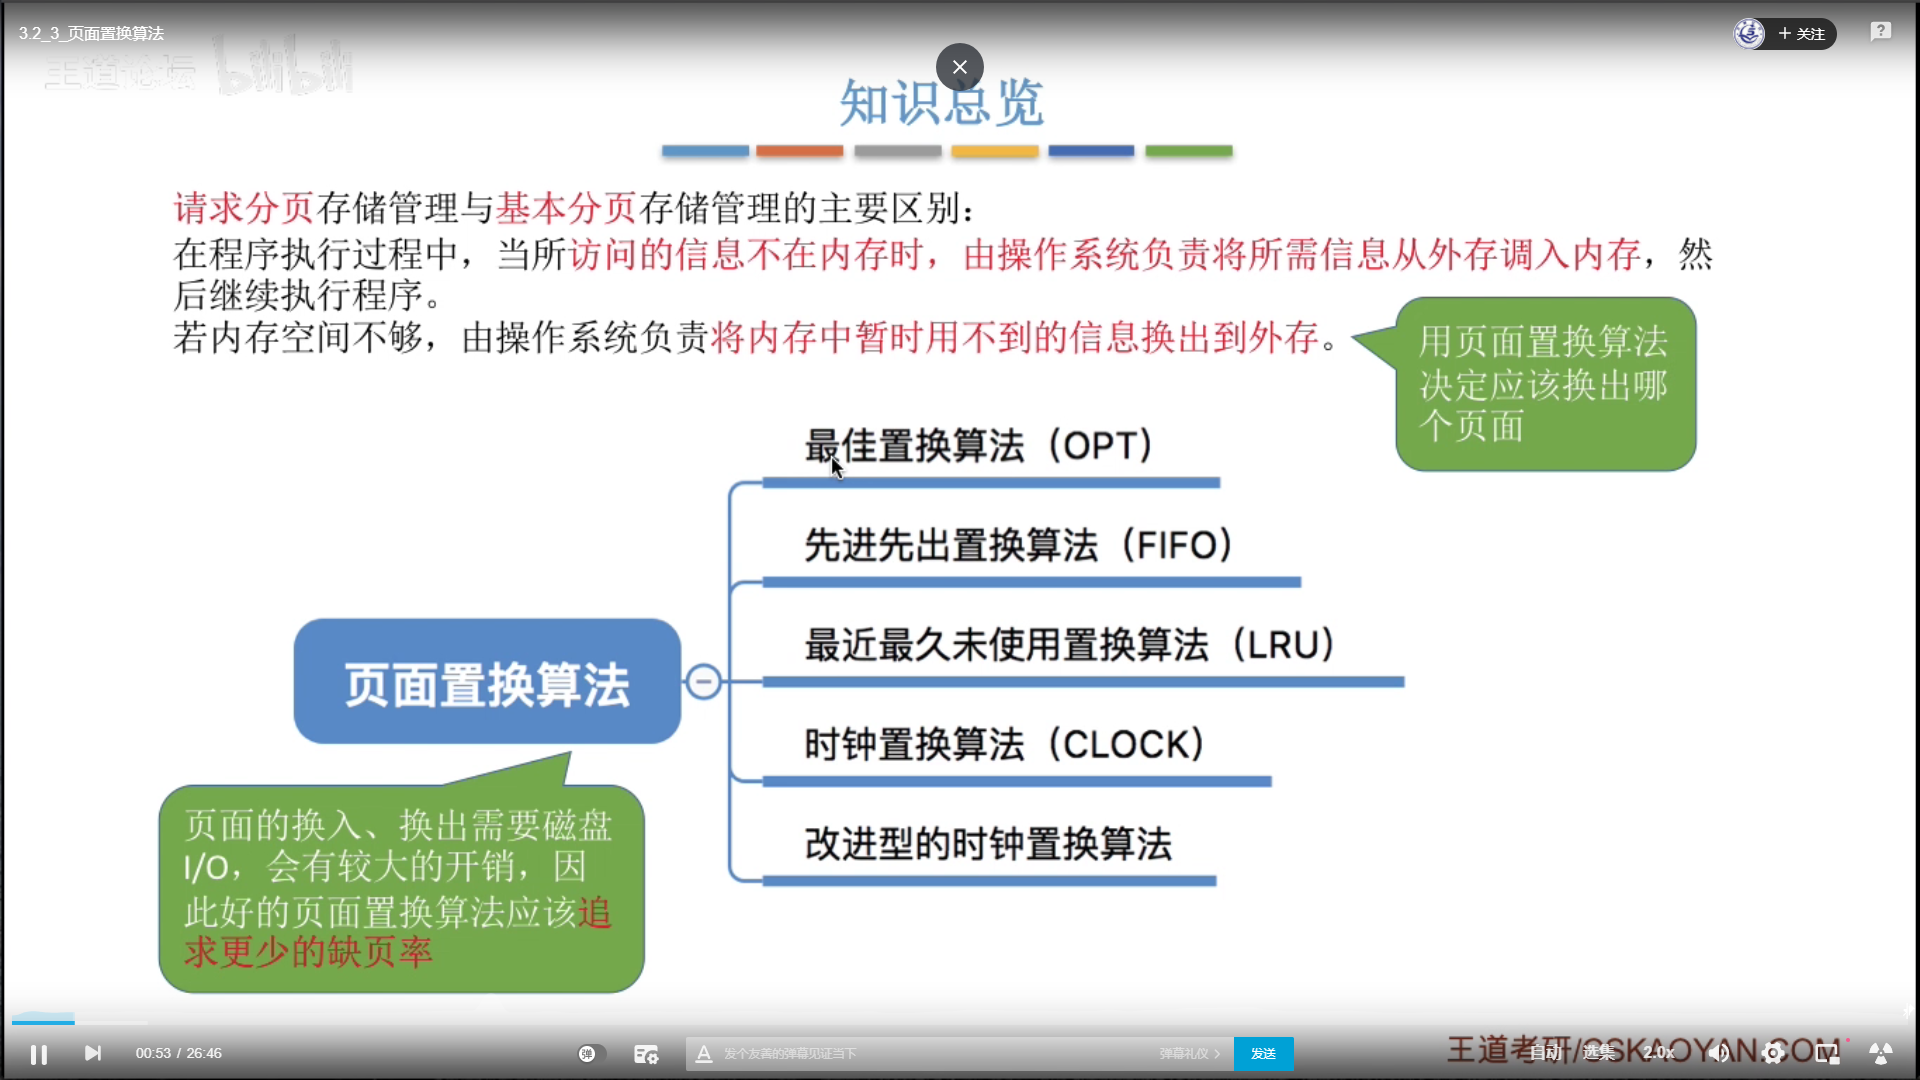 3.2_3_页面置换算法
+ 关注
王道论坛 bilibili
知识总览
请求分页存储管理与基本分页存储管理的主要区别：
在程序执行过程中，当所访问的信息不在内存时，由操作系统负责将所需信息从外存调入内存，然
后继续执行程序。
若内存空间不够，由操作系统负责将内存中暂时用不到的信息换出到外存。
用页面置换算法
决定应该换出哪
个页面
最佳置换算法（OPT）
先进先出置换算法（FIFO）
最近最久未使用置换算法（LRU）
时钟置换算法（CLOCK）
改进型的时钟置换算法
页面置换算法
页面的换入、换出需要磁盘
I/O，会有较大的开销，因
此好的页面置换算法应该追
求更少的缺页率
00:53 / 26:46
弹
A 发个友善的弹幕见证当下
弹幕礼仪 >
发送
王道考研/CSKAOYAN.COM
自动 选集 2.0x